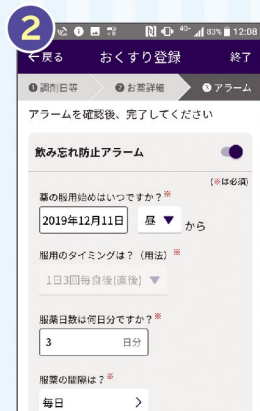 2
4G 83% 12:08
←戻る おくすり登録 終了
❶調剤日等 ❷お薬詳細 ❸アラーム
アラームを確認後、完了してください
飲み忘れ防止アラーム
(※は必須)
薬の服用始めはいつですか?※
2019年12月11日 昼 ▼ から
服用のタイミングは?(用法)※
1日3回毎食後(直後) ▼
服薬日数は何日分ですか?※
3 日分
服薬の間隔は?※
毎日 >